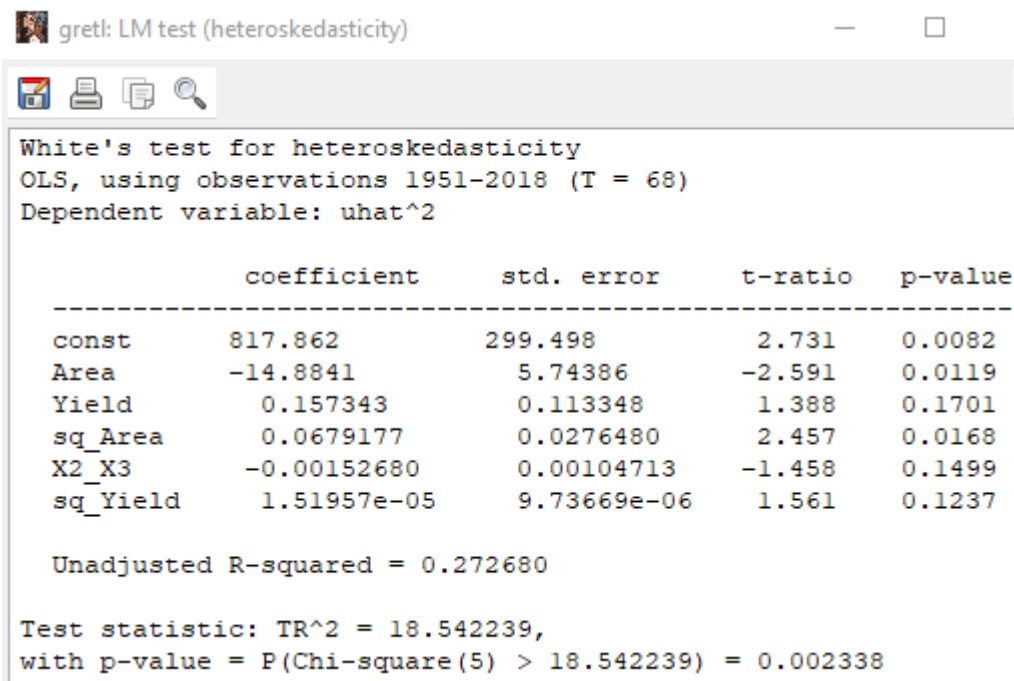 gretl: LM test (heteroskedasticity)
White's test for heteroskedasticity
OLS, using observations 1951-2018 (T = 68)
Dependent variable: uhat^2
coefficient std. error t-ratio p-value
---------------------------------------------------------------
const 817.862 299.498 2.731 0.0082
Area -14.8841 5.74386 -2.591 0.0119
Yield 0.157343 0.113348 1.388 0.1701
sq_Area 0.0679177 0.0276480 2.457 0.0168
X2_X3 -0.00152680 0.00104713 -1.458 0.1499
sq_Yield 1.51957e-05 9.73669e-06 1.561 0.1237
Unadjusted R-squared = 0.272680
Test statistic: TR^2 = 18.542239,
with p-value = P(Chi-square(5) > 18.542239) = 0.002338